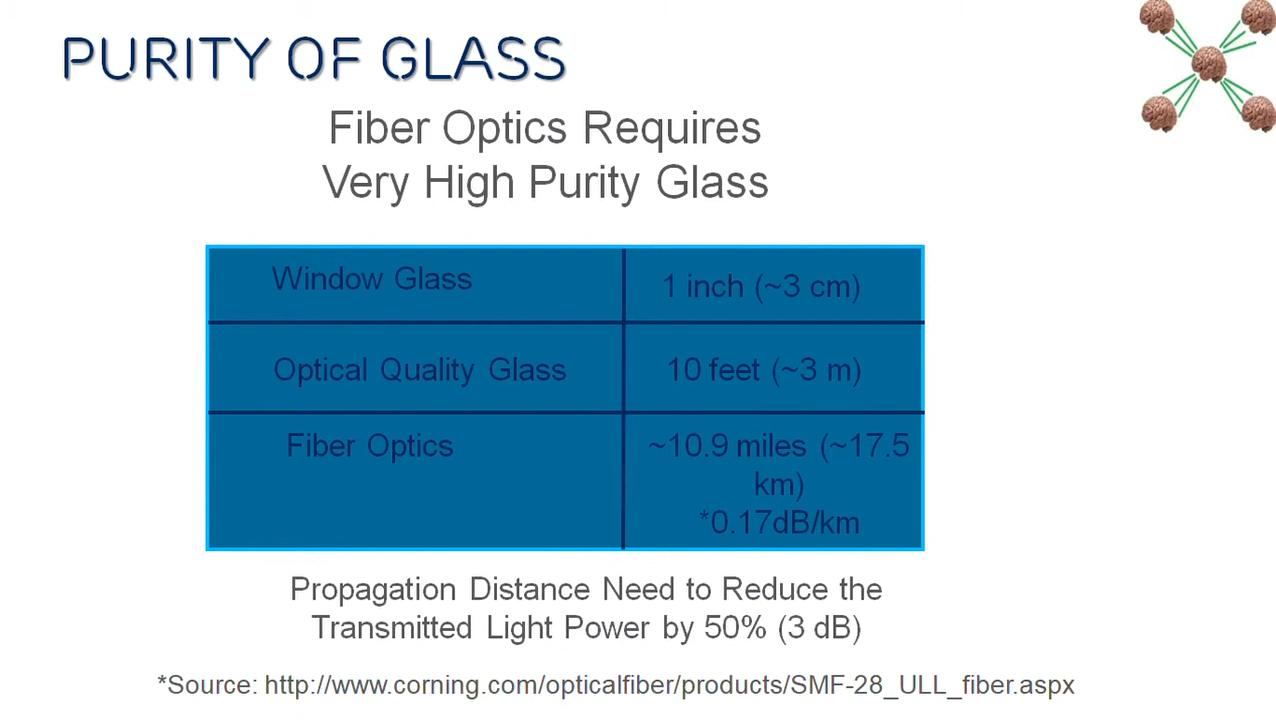 PURITY OF GLASS
Fiber Optics Requires
Very High Purity Glass
Window Glass
1 inch (~3 cm)
Optical Quality Glass
10 feet (~3 m)
Fiber Optics
~10.9 miles (~17.5
km)
*0.17dB/km
Propagation Distance Need to Reduce the
Transmitted Light Power by 50% (3 dB)
*Source: http://www.corning.com/opticalfiber/products/SMF-28_ULL_fiber.aspx